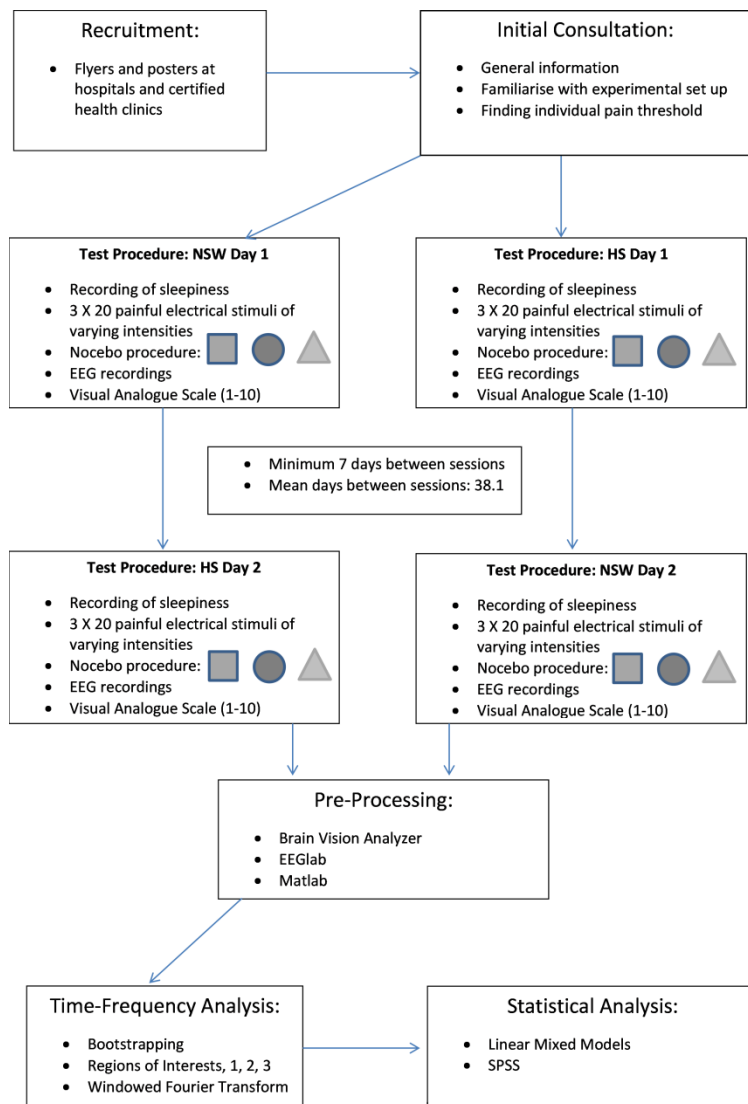 Recruitment:
• Flyers and posters at
hospitals and certified
health clinics
Initial Consultation:
• General information
• Familiarise with experimental set up
• Finding individual pain threshold
Test Procedure: NSW Day 1
• Recording of sleepiness
• 3 X 20 painful electrical stimuli of
varying intensities
• Nocebo procedure:
• EEG recordings
• Visual Analogue Scale (1-10)
Test Procedure: HS Day 1
• Recording of sleepiness
• 3 X 20 painful electrical stimuli of
varying intensities
• Nocebo procedure:
• EEG recordings
• Visual Analogue Scale (1-10)
• Minimum 7 days between sessions
• Mean days between sessions: 38.1
Test Procedure: HS Day 2
• Recording of sleepiness
• 3 X 20 painful electrical stimuli of
varying intensities
• Nocebo procedure:
• EEG recordings
• Visual Analogue Scale (1-10)
Test Procedure: NSW Day 2
• Recording of sleepiness
• 3 X 20 painful electrical stimuli of
varying intensities
• Nocebo procedure:
• EEG recordings
• Visual Analogue Scale (1-10)
Pre-Processing:
• Brain Vision Analyzer
• EEGlab
• Matlab
Time-Frequency Analysis:
• Bootstrapping
• Regions of Interests, 1, 2, 3
• Windowed Fourier Transform
Statistical Analysis:
• Linear Mixed Models
• SPSS